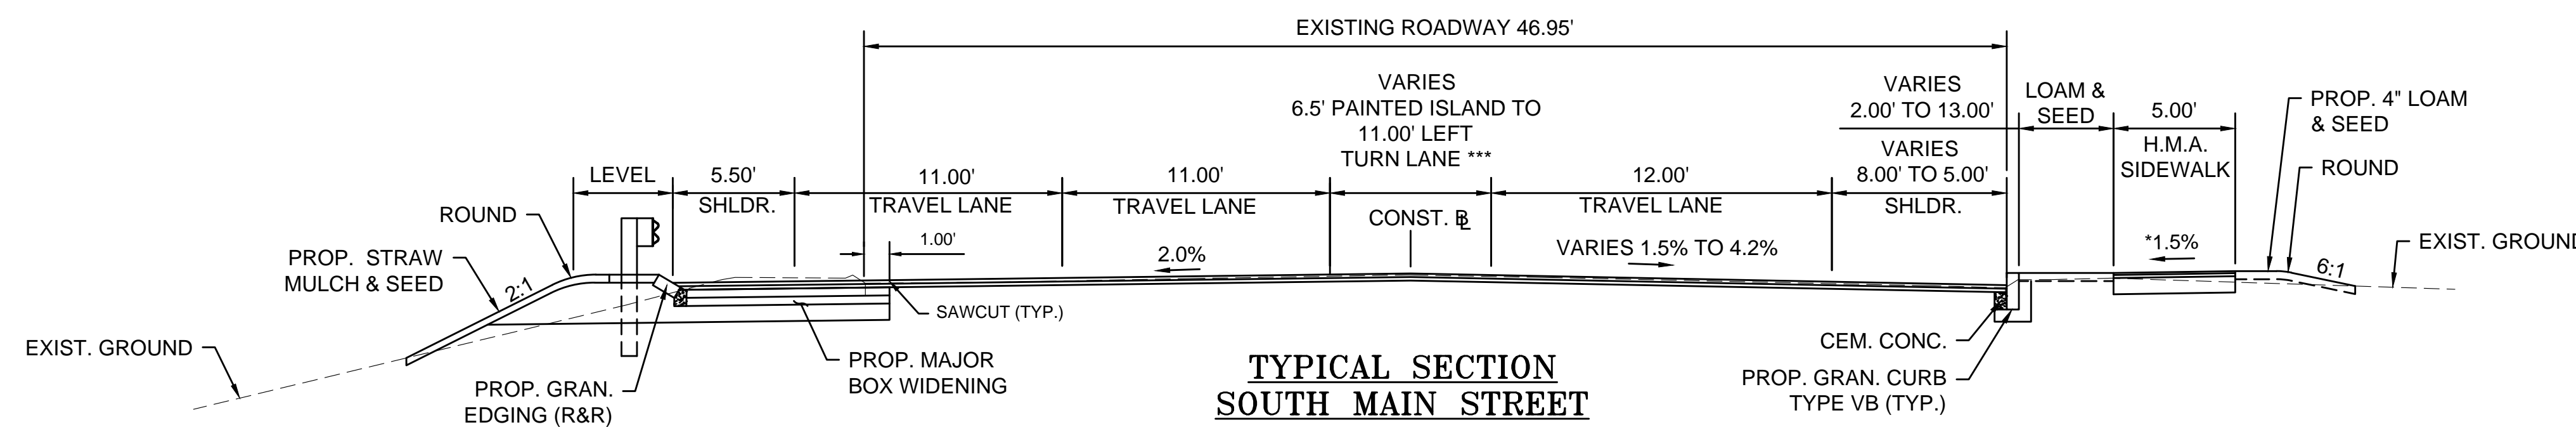 EXISTING ROADWAY 46.95'
VARIES
6.5' PAINTED ISLAND TO
11.00' LEFT
TURN LANE ***
VARIES
2.00' TO 13.00'
LOAM &
SEED
5.00'
H.M.A.
SIDEWALK
PROP. 4" LOAM
& SEED
ROUND
LEVEL
5.50'
SHLDR.
11.00'
TRAVEL LANE
11.00'
TRAVEL LANE
CONST. BL
12.00'
TRAVEL LANE
VARIES
8.00' TO 5.00'
SHLDR.
ROUND
PROP. STRAW
MULCH & SEED
2:1
1.00'
2.0%
VARIES 1.5% TO 4.2%
*1.5%
6:1
EXIST. GROUND
SAWCUT (TYP.)
EXIST. GROUND
PROP. GRAN.
EDGING (R&R)
PROP. MAJOR
BOX WIDENING
CEM. CONC.
PROP. GRAN. CURB
TYPE VB (TYP.)
TYPICAL SECTION
SOUTH MAIN STREET